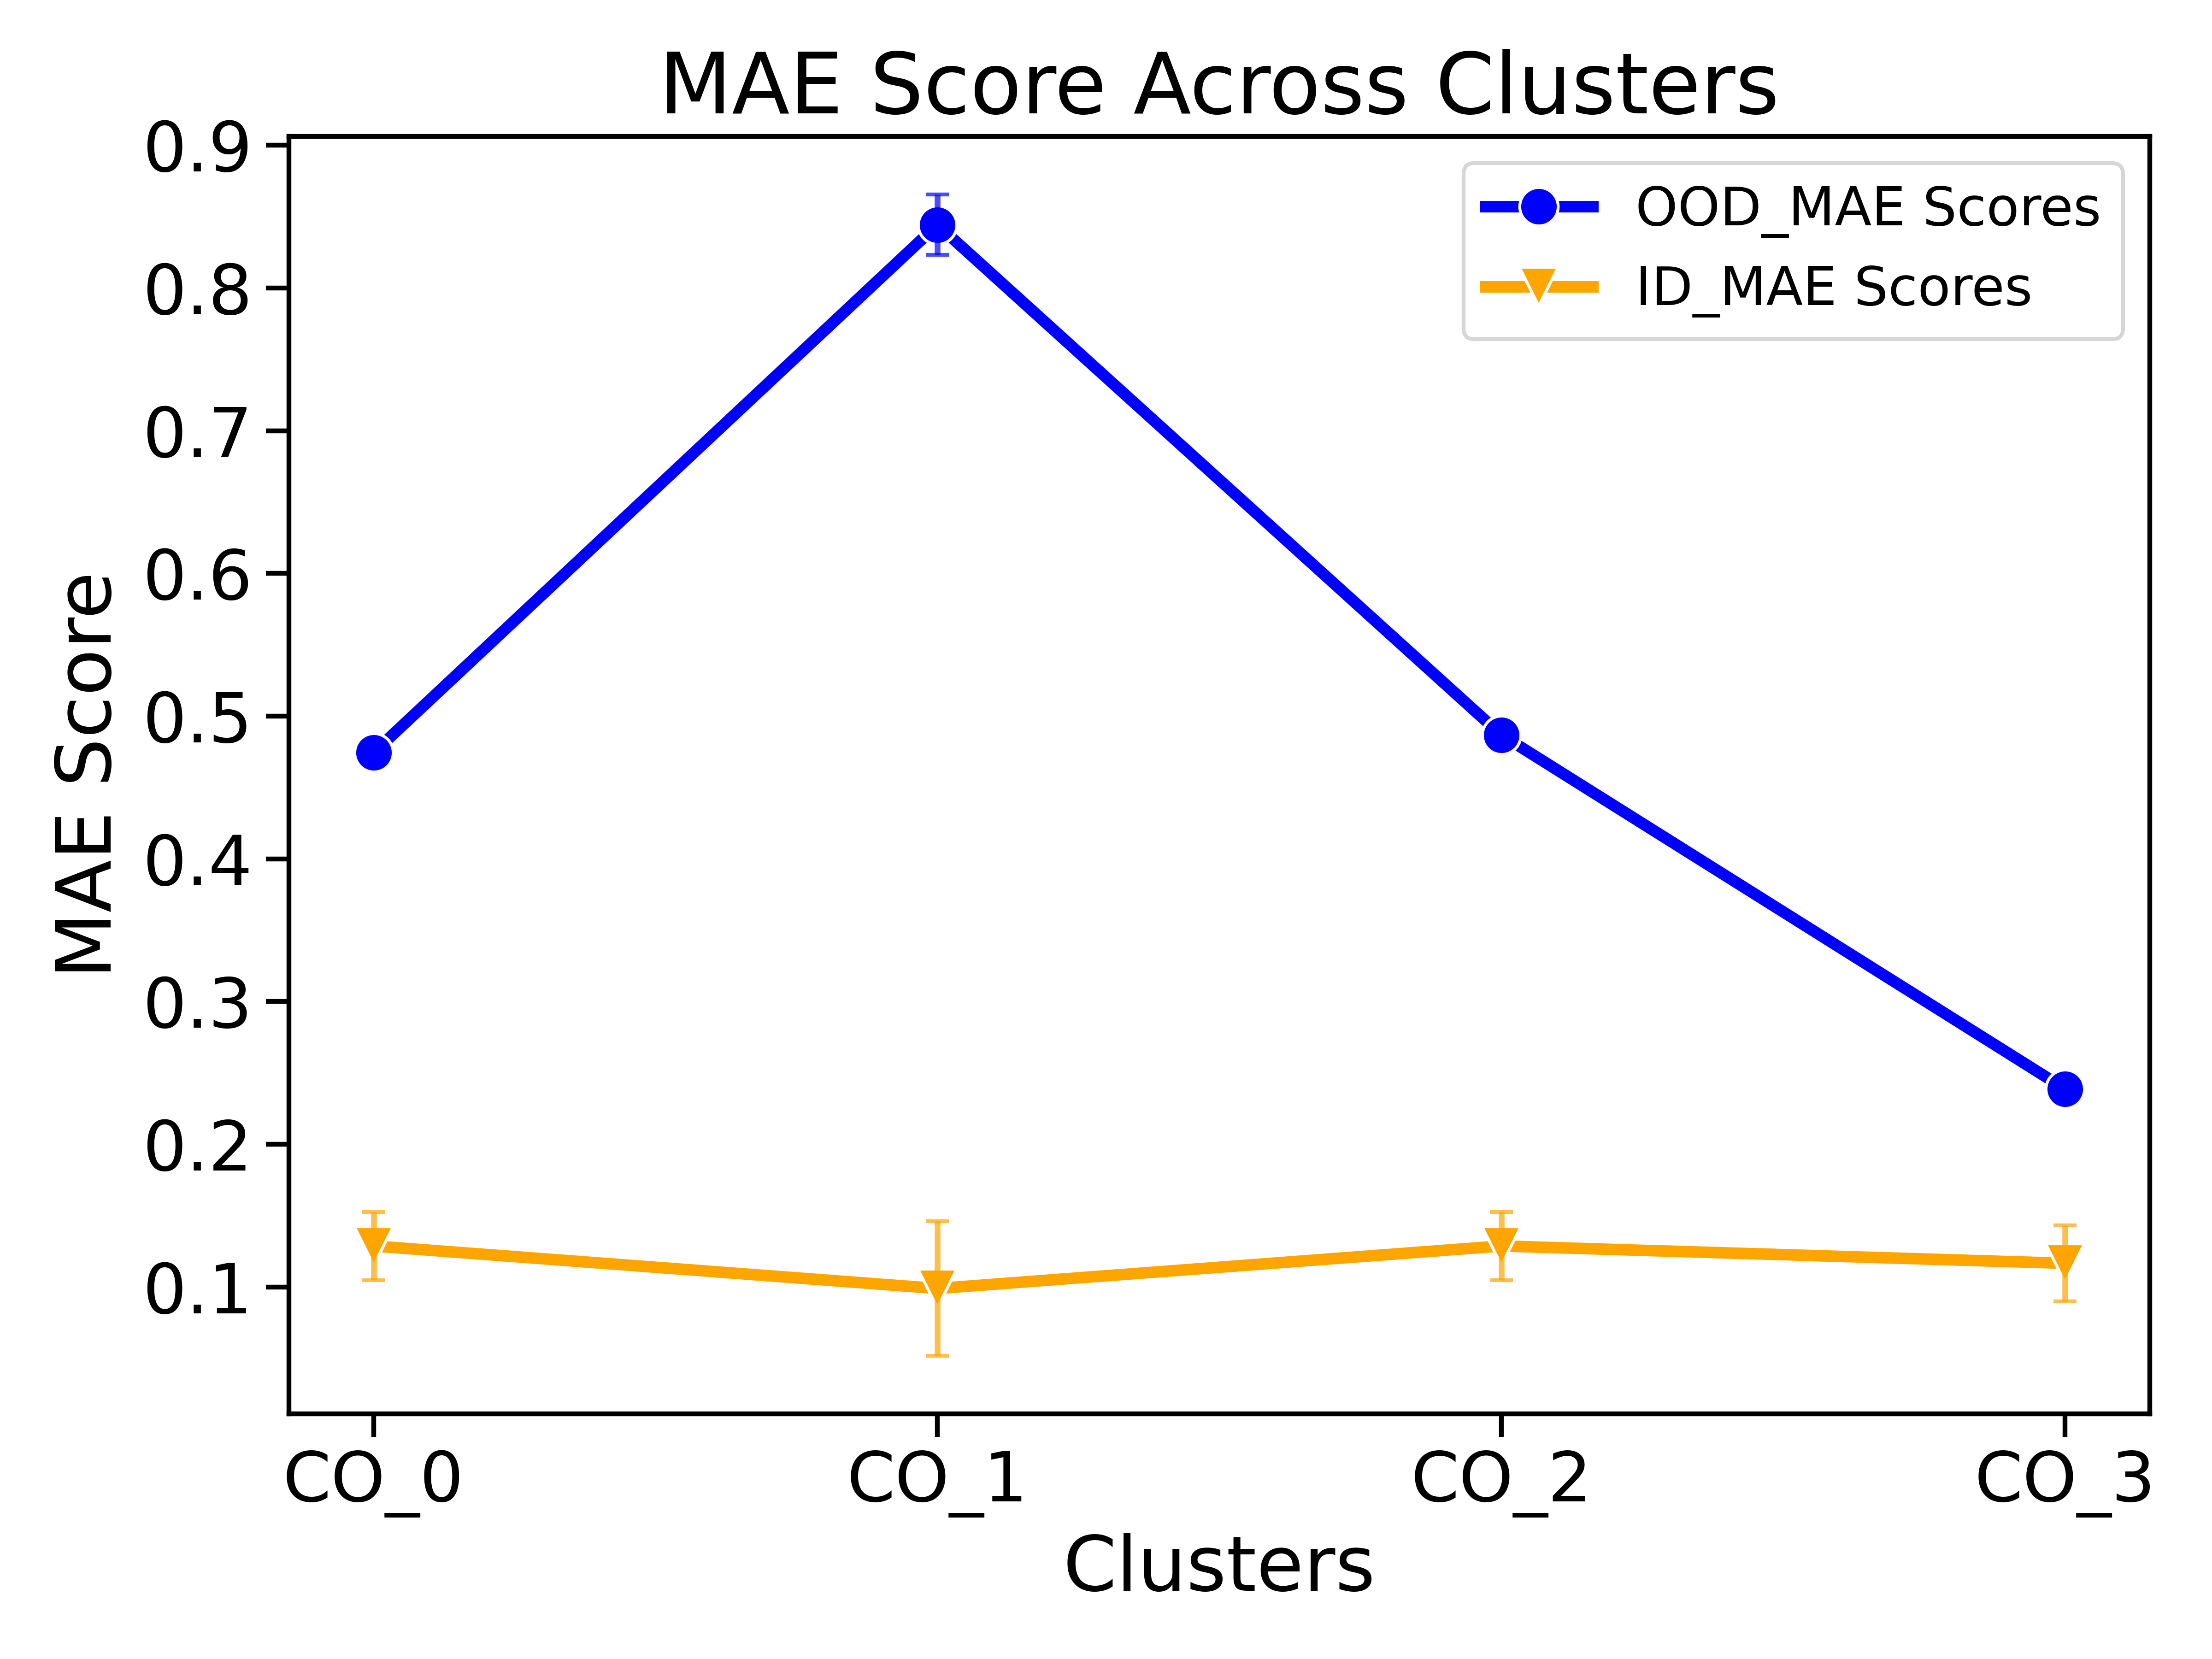 MAE Score Across Clusters
OOD_MAE Scores
ID_MAE Scores
MAE Score
0.9
0.8
0.7
0.6
0.5
0.4
0.3
0.2
0.1
CO_0
CO_1
CO_2
CO_3
Clusters